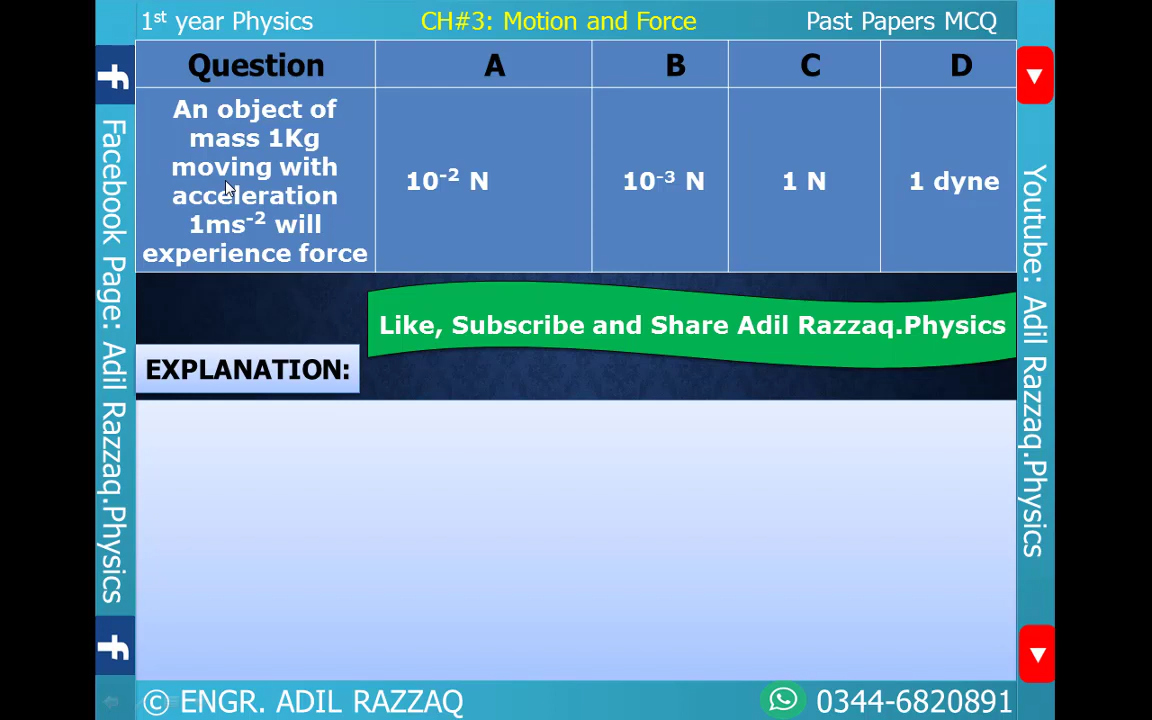 1st year Physics CH#3: Motion and Force Past Papers MCQ
Question A B C D
An object of
mass 1Kg
moving with
acceleration
1ms⁻² will
experience force
10⁻² N 10⁻³ N 1 N 1 dyne
Like, Subscribe and Share Adil Razzaq.Physics
EXPLANATION:
Facebook Page: Adil Razzaq.Physics
Youtube: Adil Razzaq.Physics
© ENGR. ADIL RAZZAQ 0344-6820891